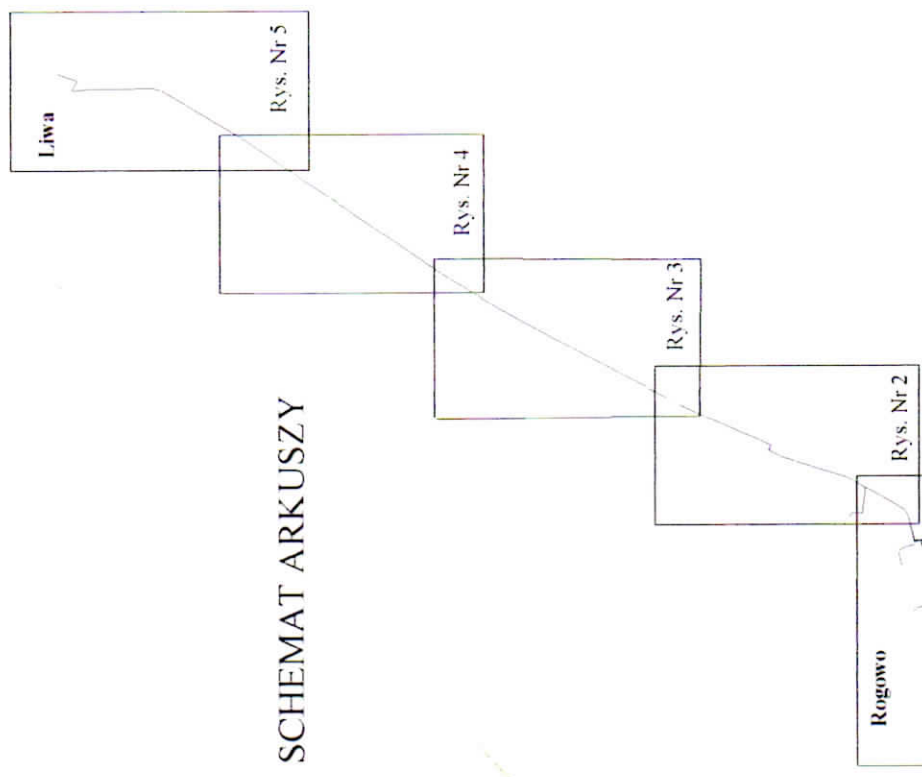 SCHEMAT ARKUSZY
Liwa
Rys. Nr 5
Rys. Nr 4
Rys. Nr 3
Rys. Nr 2
Rogowo